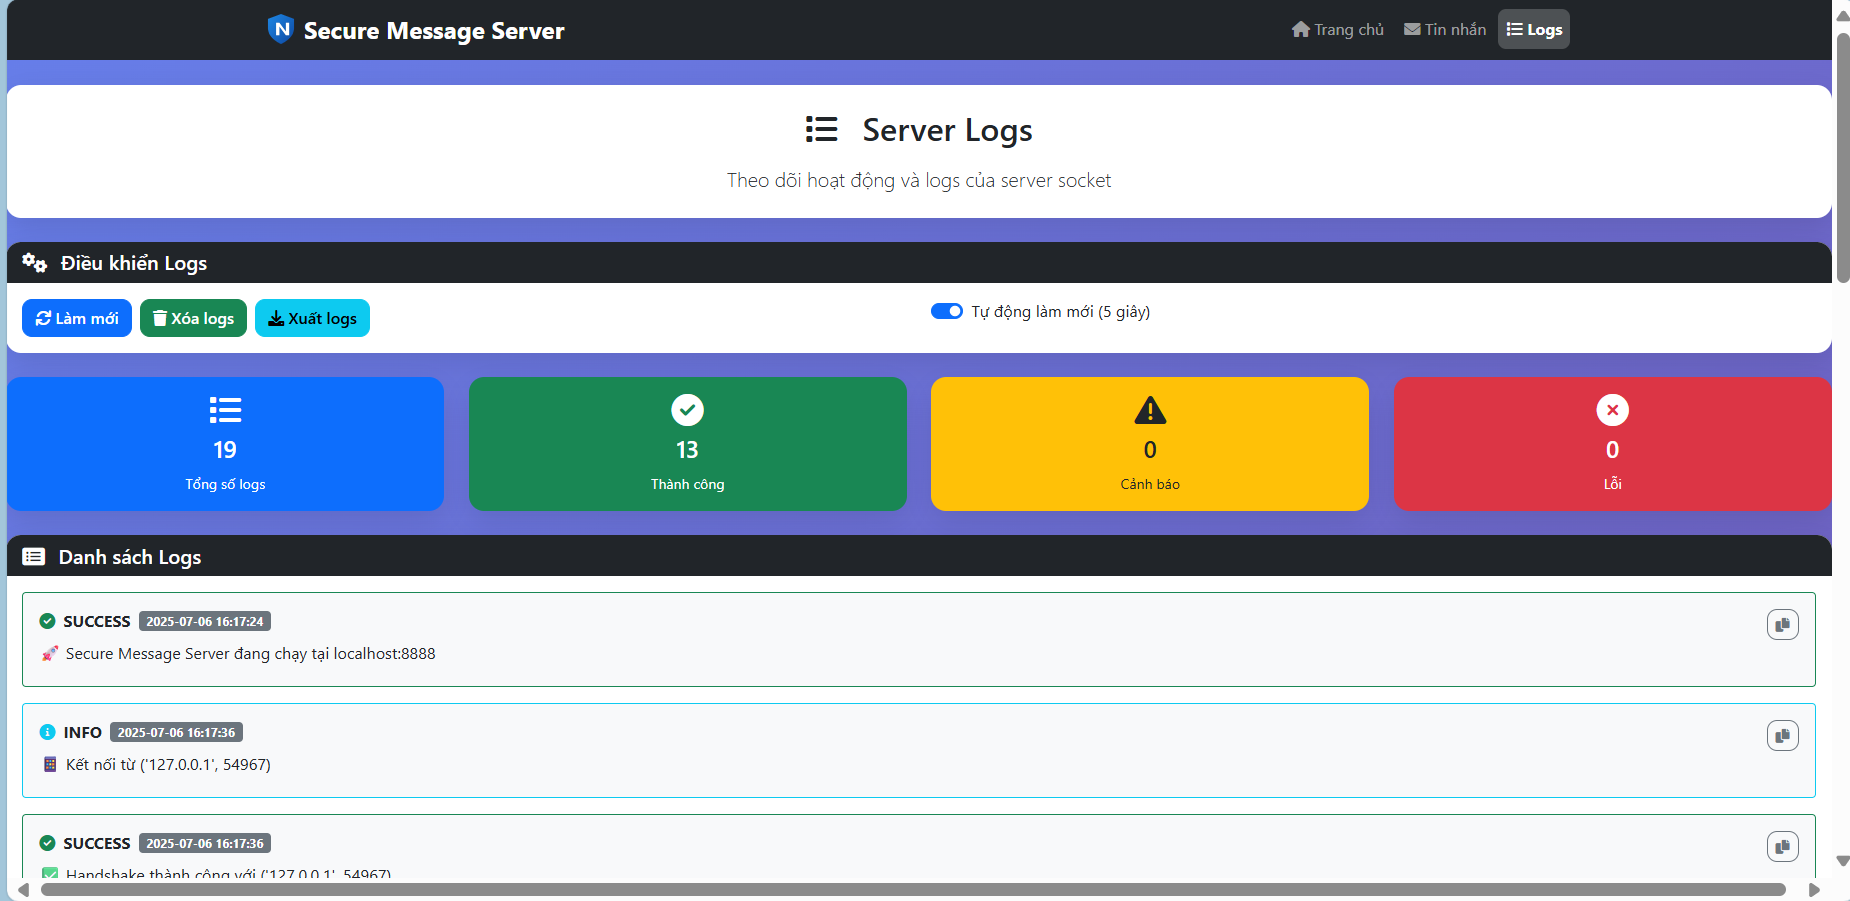 Secure Message Server
Trang chủ
Tin nhắn
Logs
Server Logs
Theo dõi hoạt động và logs của server socket
Điều khiển Logs
Làm mới
Xóa logs
Xuất logs
Tự động làm mới (5 giây)
19
Tổng số logs
13
Thành công
0
Cảnh báo
0
Lỗi
Danh sách Logs
SUCCESS 2025-07-06 16:17:24
🚀 Secure Message Server đang chạy tại localhost:8888
INFO 2025-07-06 16:17:36
Kết nối từ ('127.0.0.1', 54967)
SUCCESS 2025-07-06 16:17:36
✅ Handshake thành công với ('127.0.0.1', 54967)